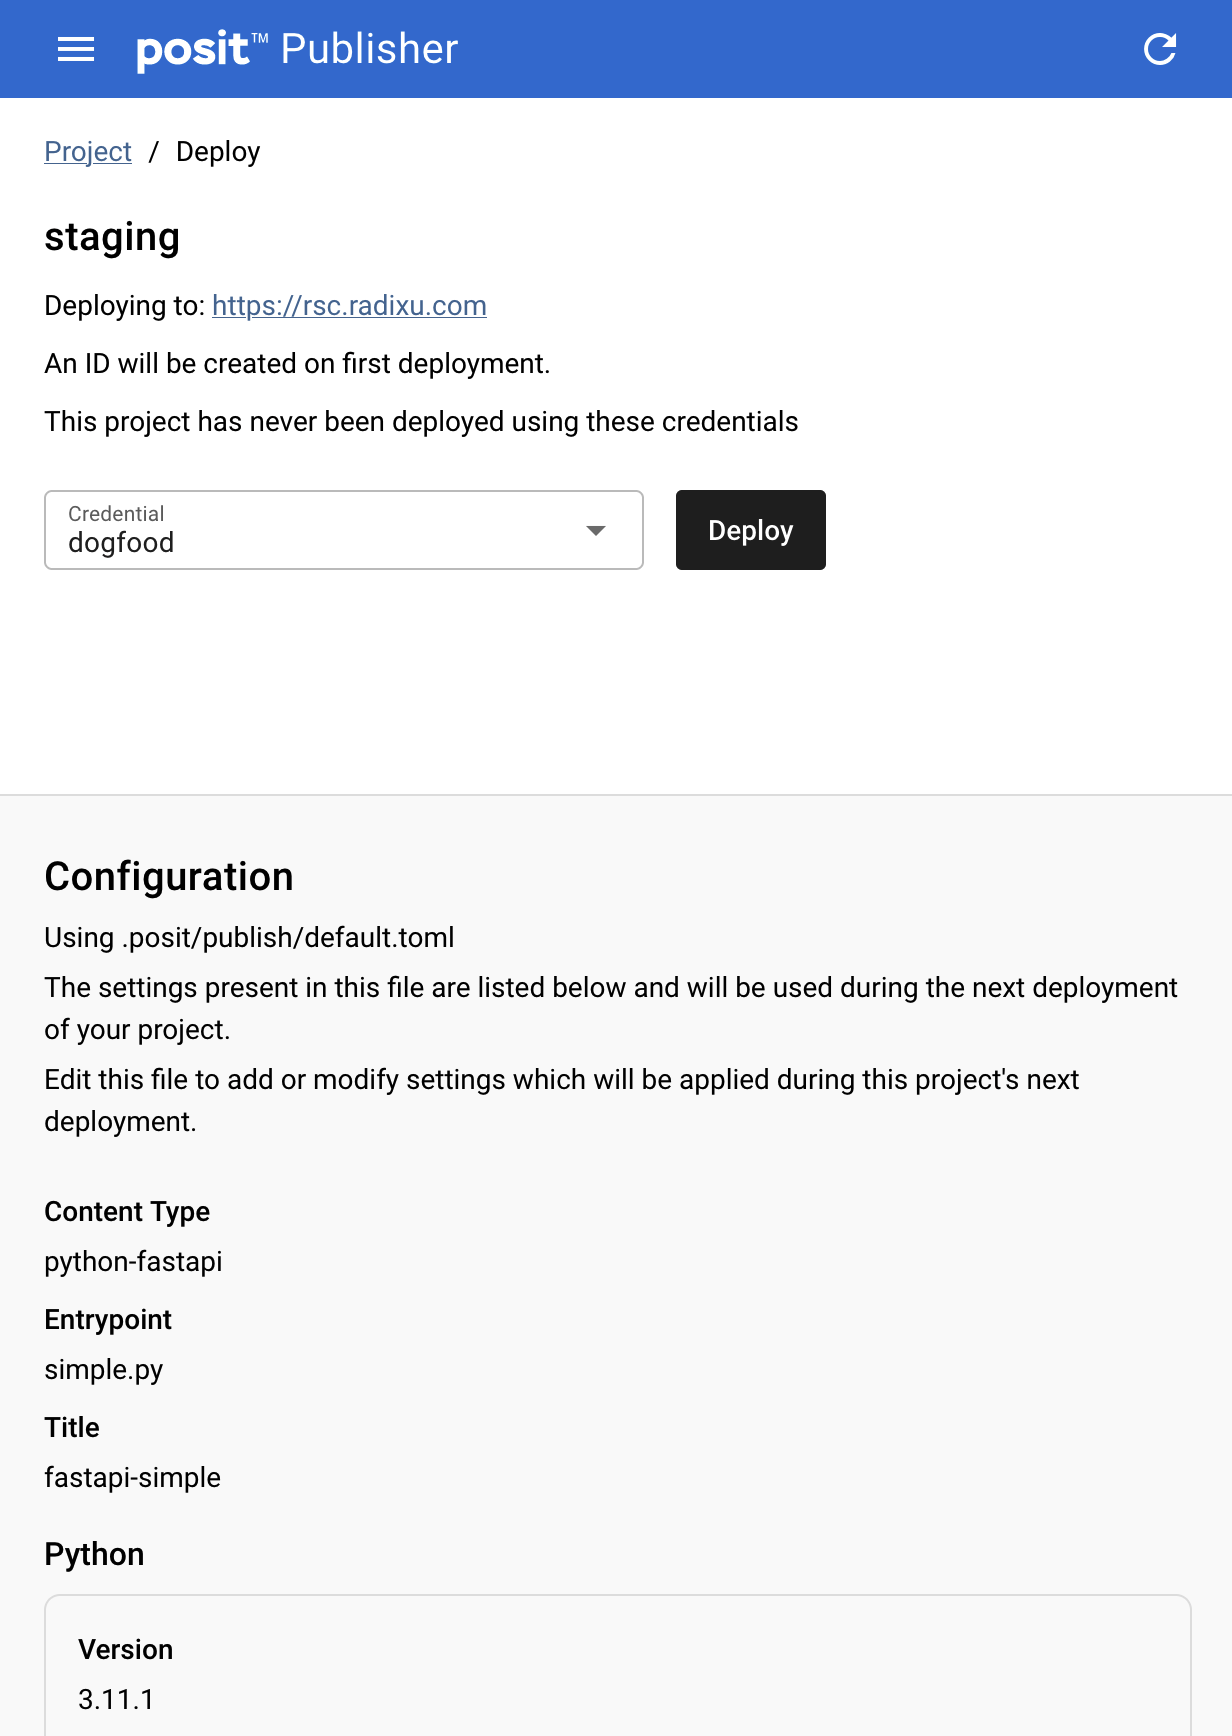 posit™ Publisher
Project / Deploy
staging
Deploying to: https://rsc.radixu.com
An ID will be created on first deployment.
This project has never been deployed using these credentials
Credential
dogfood
Deploy
Configuration
Using .posit/publish/default.toml
The settings present in this file are listed below and will be used during the next deployment
of your project.
Edit this file to add or modify settings which will be applied during this project's next
deployment.
Content Type
python-fastapi
Entrypoint
simple.py
Title
fastapi-simple
Python
Version
3.11.1